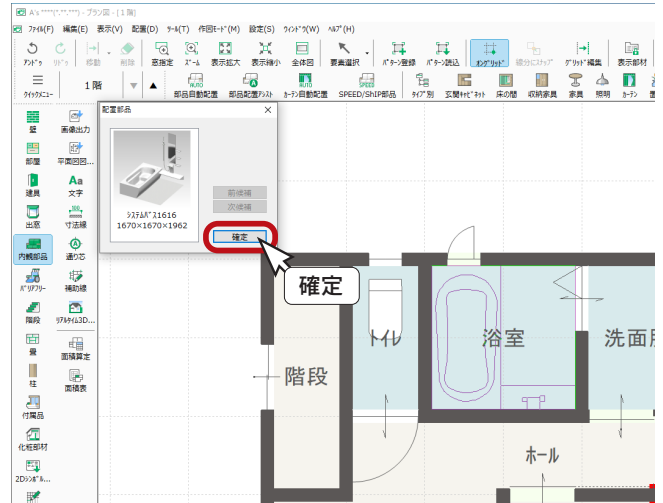 A's ****(*.**.***) - プラン図 - [1 階]
ファイル(F) 編集(E) 表示(V) 配置(D) ツール(T) 作図モード(M) 設定(S) ウィンドウ(W) ヘルプ(H)
アンドゥ リドゥ 移動 削除 窓指定 ズーム 表示拡大 表示縮小 全体図 要素選択 パターン登録 パターン読込 オングリッド 線分にスナップ グリッド編集 表示部材
クイックメニュー 1 階 部品自動配置 部品配置アシスト カーテン自動配置 SPEED/ShIP部品 タイプ別 玄関キャビネット 床の間 収納家具 家具 照明 カーテン
壁 画像出力
部屋 平面図図...
建具 文字
出窓 寸法線
内観部品 通り芯
バリアフリー 補助線
階段 リアルタイム3D...
畳 面積算定
柱 面積表
付属品
化粧部材
2Dシンボル...
配置部品
システムバス1616
1670×1670×1962
前候補
次候補
確定
確定
トイレ 浴室 洗面
階段
ホール